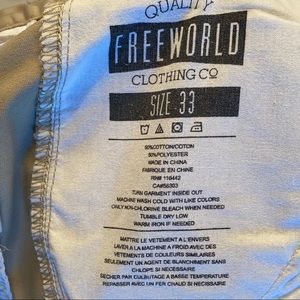 QUALITY
FREEWORLD
CLOTHING CO
SIZE 33
50%COTTON/COTON
50%POLYESTER
MADE IN CHINA
FABRIQUE EN CHINE
RN# 116442
CA#56303
TURN GARMENT INSIDE OUT
MACHINE WASH COLD WITH LIKE COLORS
ONLY NON-CHLORINE BLEACH WHEN NEEDED
TUMBLE DRY LOW
WARM IRON IF NEEDED
MATTRE LE VETEMENT A L'ENVERS
LAVER A LA MACHINE A FROID AVEC DES
VETEMENTS DE COULEURS SIMILAIRES
SEULEMENT UN AGENT DE BLANCHIMENT SANS
CHLOPS SI NECESSAIRE
SECHER PAR CULBUTAGE A BASSE TEMPERATURE
REPASSER AVEC UN FER CHAUD SI NECESSAIRE